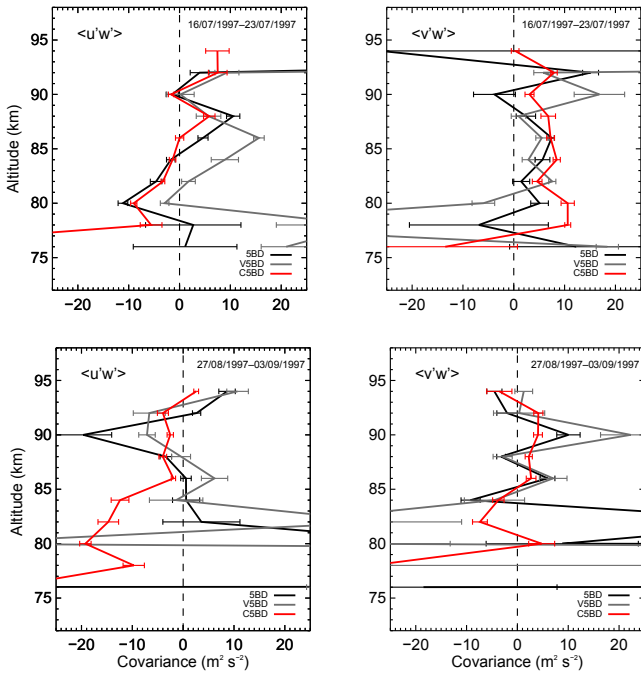 <u'w'> 16/07/1997−23/07/1997
95
90
85
80
75
Altitude (km)
5BD
V5BD
C5BD
−20 −10 0 10 20
<v'w'> 16/07/1997−23/07/1997
95
90
85
80
75
Altitude (km)
5BD
V5BD
C5BD
−20 −10 0 10 20
<u'w'> 27/08/1997−03/09/1997
95
90
85
80
75
Altitude (km)
5BD
V5BD
C5BD
−20 −10 0 10 20
Covariance (m² s⁻²)
<v'w'> 27/08/1997−03/09/1997
95
90
85
80
75
Altitude (km)
5BD
V5BD
C5BD
−20 −10 0 10 20
Covariance (m² s⁻²)